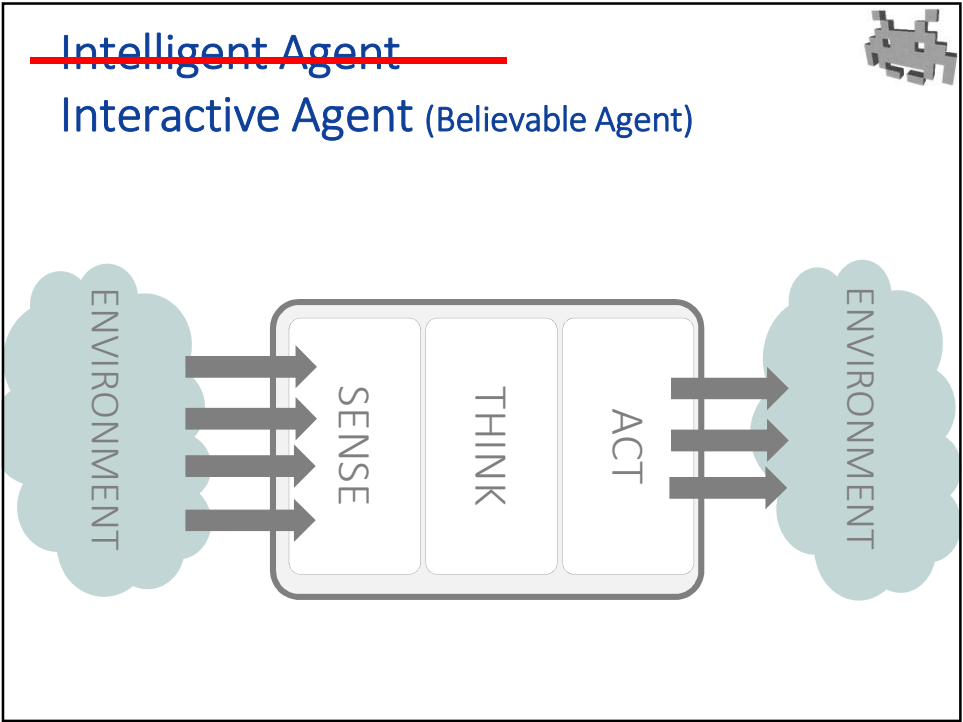 Intelligent Agent
Interactive Agent (Believable Agent)
ENVIRONMENT
SENSE
THINK
ACT
ENVIRONMENT